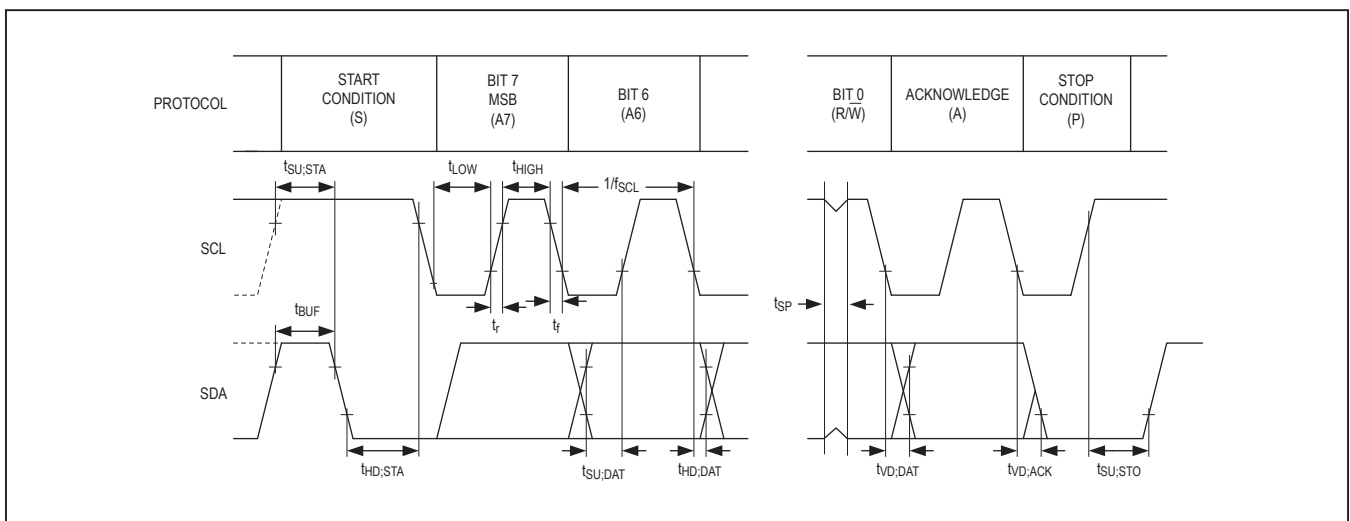 PROTOCOL
START
CONDITION
(S)
BIT 7
MSB
(A7)
BIT 6
(A6)
BIT 0
(R/W̅)
ACKNOWLEDGE
(A)
STOP
CONDITION
(P)
tSU;STA
tLOW
tHIGH
1/fSCL
SCL
tBUF
tr
tf
tSP
SDA
tHD;STA
tSU;DAT
tHD;DAT
tVD;DAT
tVD;ACK
tSU;STO